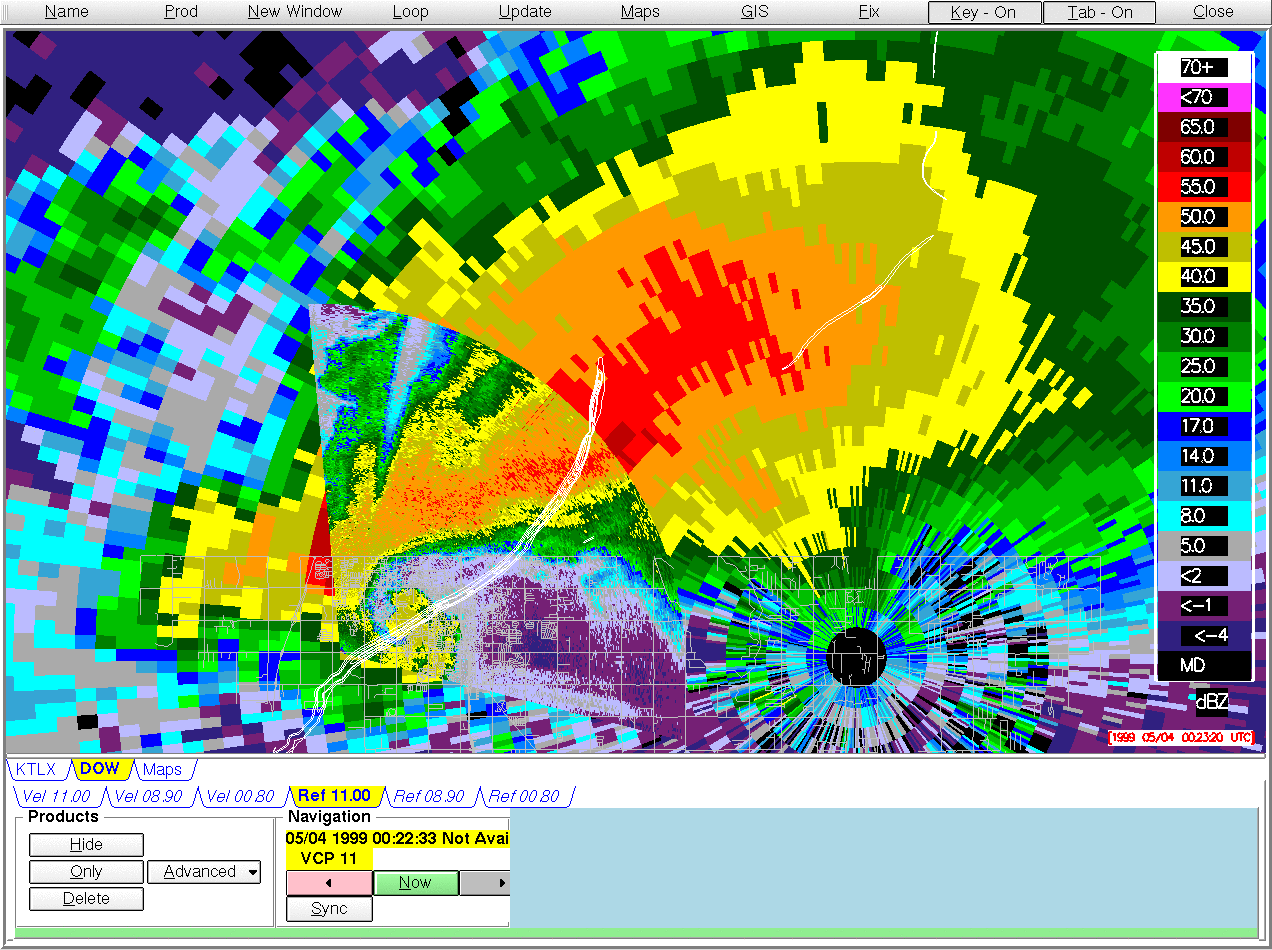 Name Prod New Window Loop Update Maps GIS Fix Key - On Tab - On Close
70+
<70
65.0
60.0
55.0
50.0
45.0
40.0
35.0
30.0
25.0
20.0
17.0
14.0
11.0
8.0
5.0
<2
<-1
<-4
MD
dBZ
[1999 05/04 00:23:20 UTC]
KTLX DOW Maps
Vel 11.00 Vel 08.90 Vel 00.80 Ref 11.00 Ref 08.90 Ref 00.80
Products
Hide
Only Advanced
Delete
Navigation
05/04 1999 00:22:33 Not Avai
VCP 11
Now
Sync